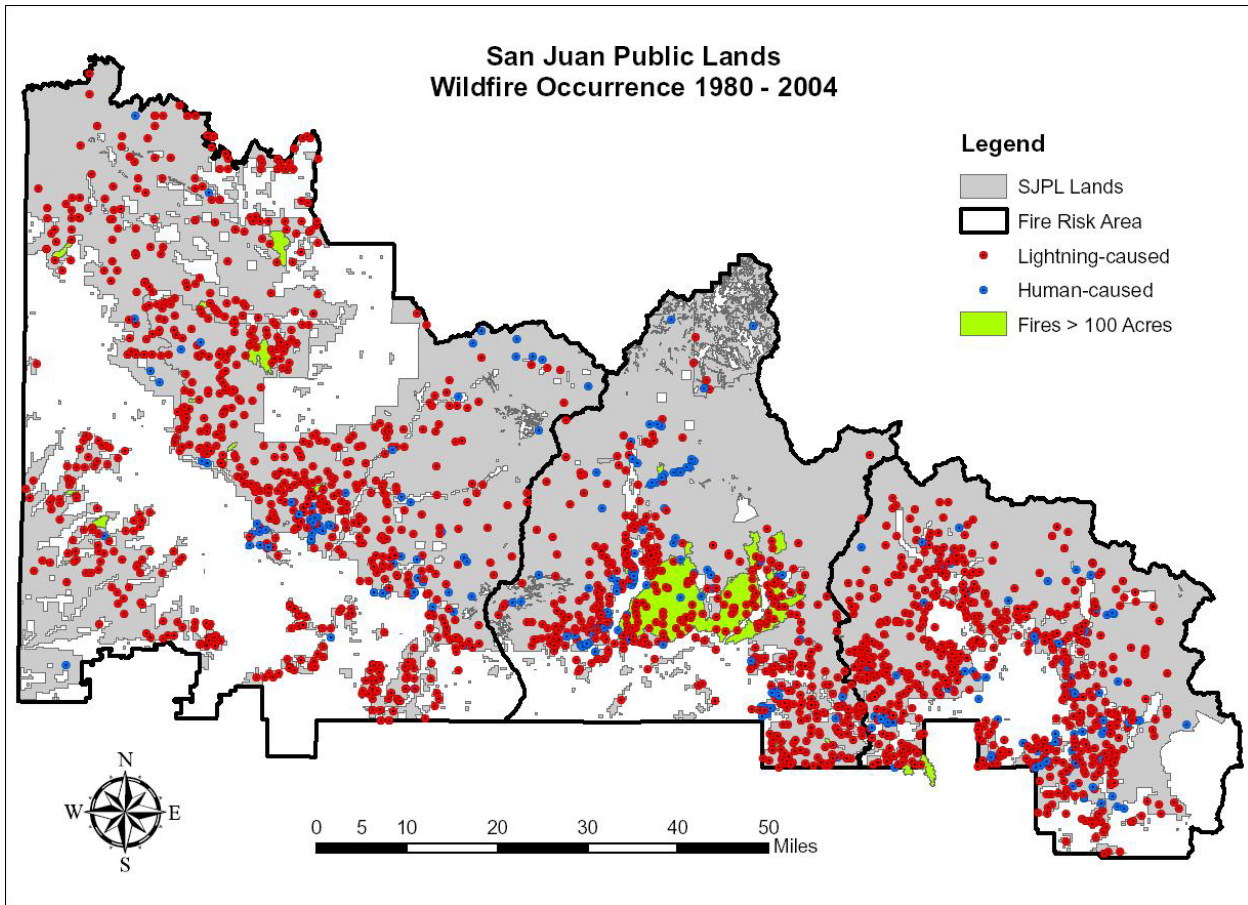 San Juan Public Lands
Wildfire Occurrence 1980 - 2004
Legend
SJPL Lands
Fire Risk Area
Lightning-caused
Human-caused
Fires > 100 Acres
N
W E
S
0 5 10 20 30 40 50
Miles